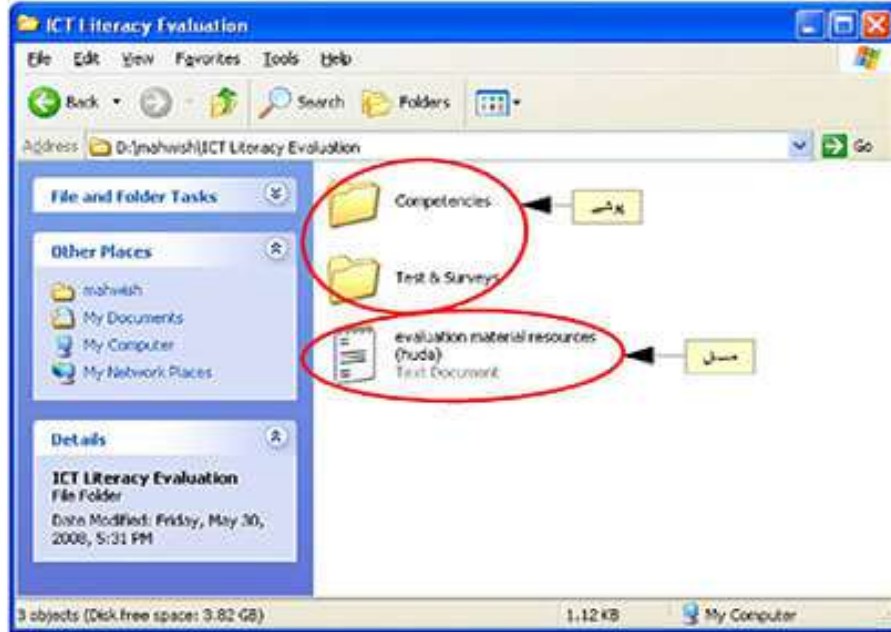 ICT Literacy Evaluation
File Edit View Favorites Tools Help
Back Search Folders
Address D:\mahwish\ICT Literacy Evaluation Go
File and Folder Tasks
Other Places
mahwish
My Documents
My Computer
My Network Places
Details
ICT Literacy Evaluation
File Folder
Date Modified: Friday, May 30,
2008, 5:31 PM
Competencies
پوشے
Test & Surveys
evaluation material resources
(huda)
Text Document
مسل
3 objects (Disk free space: 3.82 GB) 1.12 KB My Computer